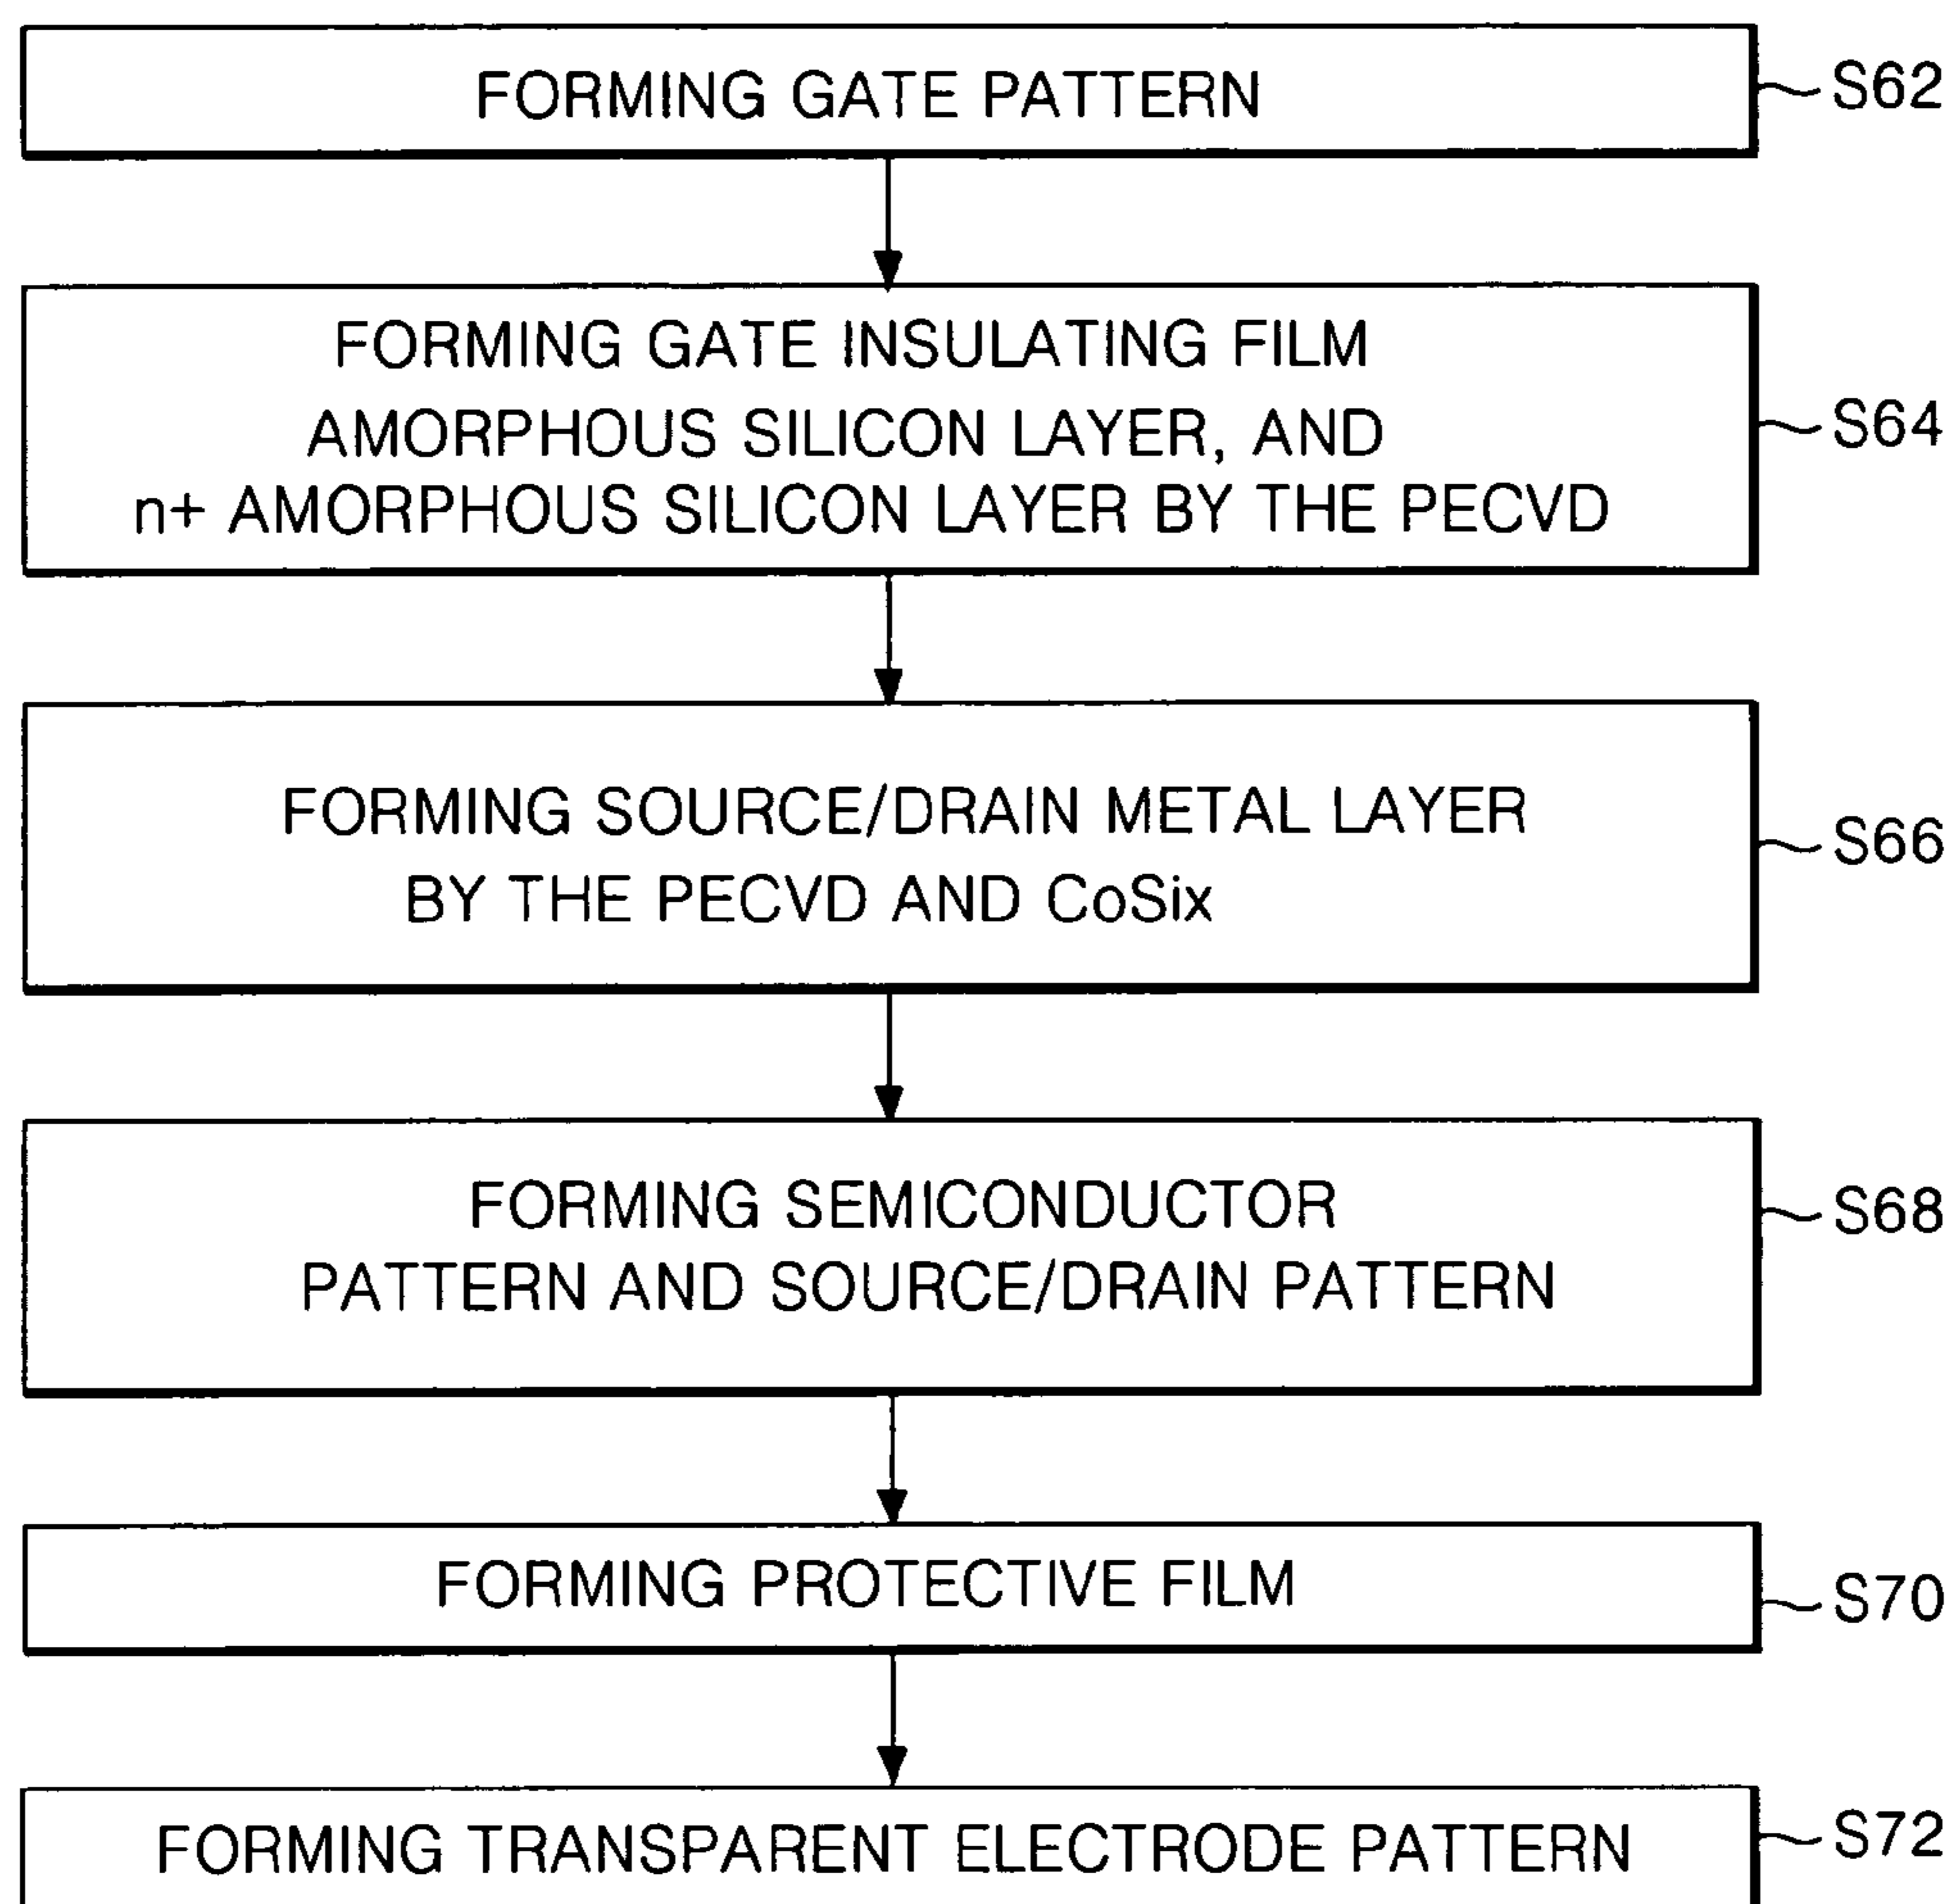 FORMING GATE PATTERN
S62
FORMING GATE INSULATING FILM
AMORPHOUS SILICON LAYER, AND
n+ AMORPHOUS SILICON LAYER BY THE PECVD
S64
FORMING SOURCE/DRAIN METAL LAYER
BY THE PECVD AND CoSix
S66
FORMING SEMICONDUCTOR
PATTERN AND SOURCE/DRAIN PATTERN
S68
FORMING PROTECTIVE FILM
S70
FORMING TRANSPARENT ELECTRODE PATTERN
S72